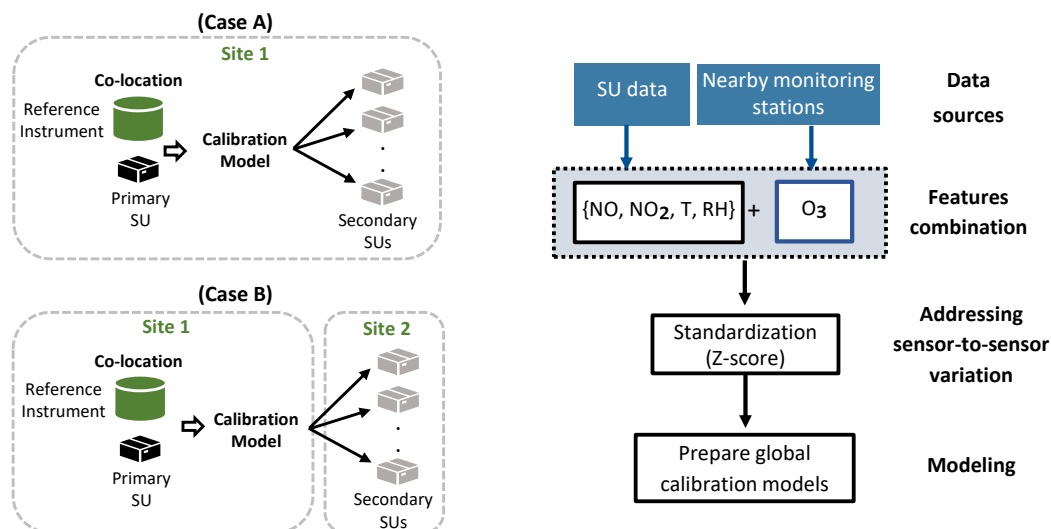 (Case A)
Site 1
Co-location
Reference
Instrument
Calibration
Model
Primary
SU
.
.
Secondary
SUs
(Case B)
Site 1
Site 2
Co-location
Reference
Instrument
Calibration
Model
Primary
SU
.
.
Secondary
SUs
SU data
Nearby monitoring
stations
Data
sources
{NO, NO2, T, RH} + O3
Features
combination
Standardization
(Z-score)
Addressing
sensor-to-sensor
variation
Prepare global
calibration models
Modeling